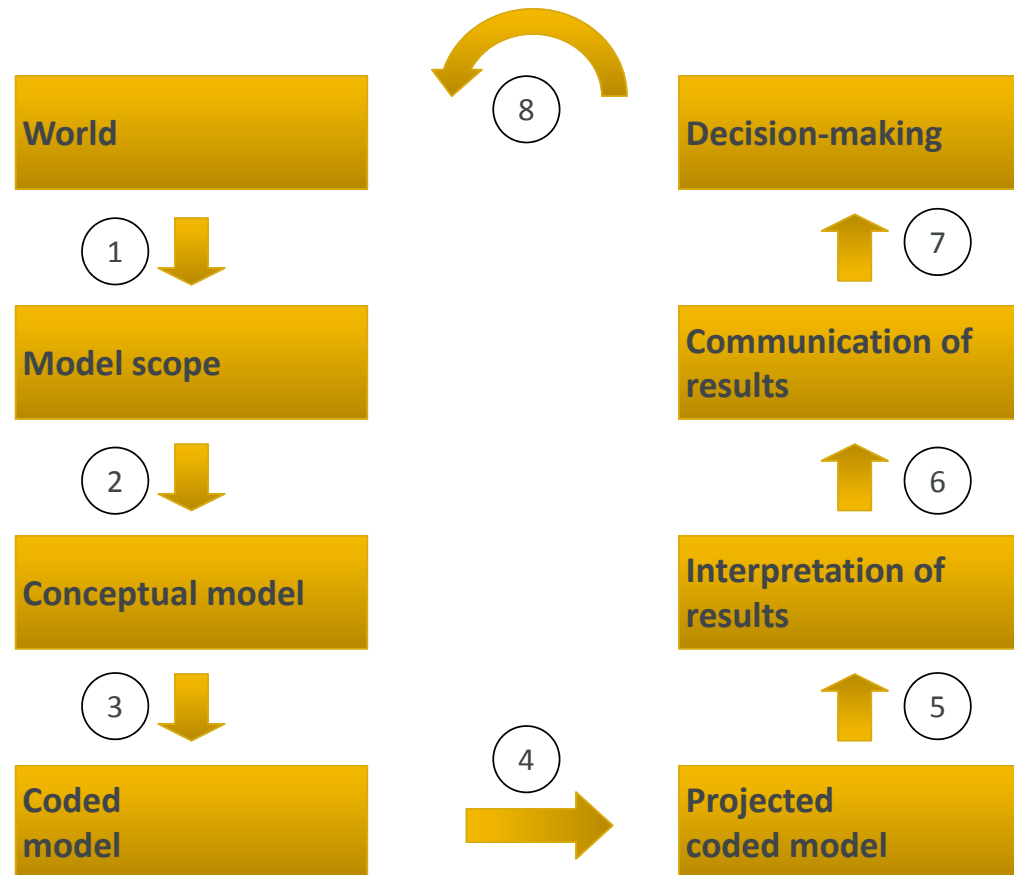 World
1
Model scope
2
Conceptual model
3
Coded
model
4
Projected
coded model
5
Interpretation of
results
6
Communication of
results
7
Decision-making
8